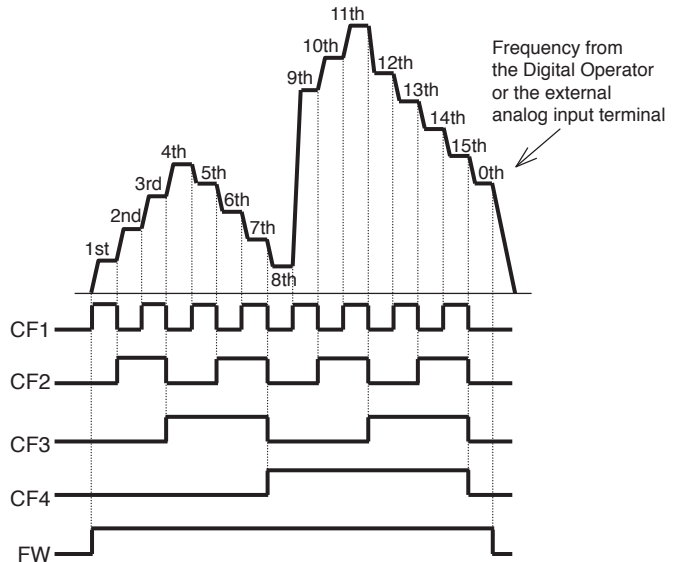 11th
10th
9th
12th
13th
14th
15th
0th
Frequency from
the Digital Operator
or the external
analog input terminal
4th
3rd
5th
2nd
6th
1st
7th
8th
CF1
CF2
CF3
CF4
FW